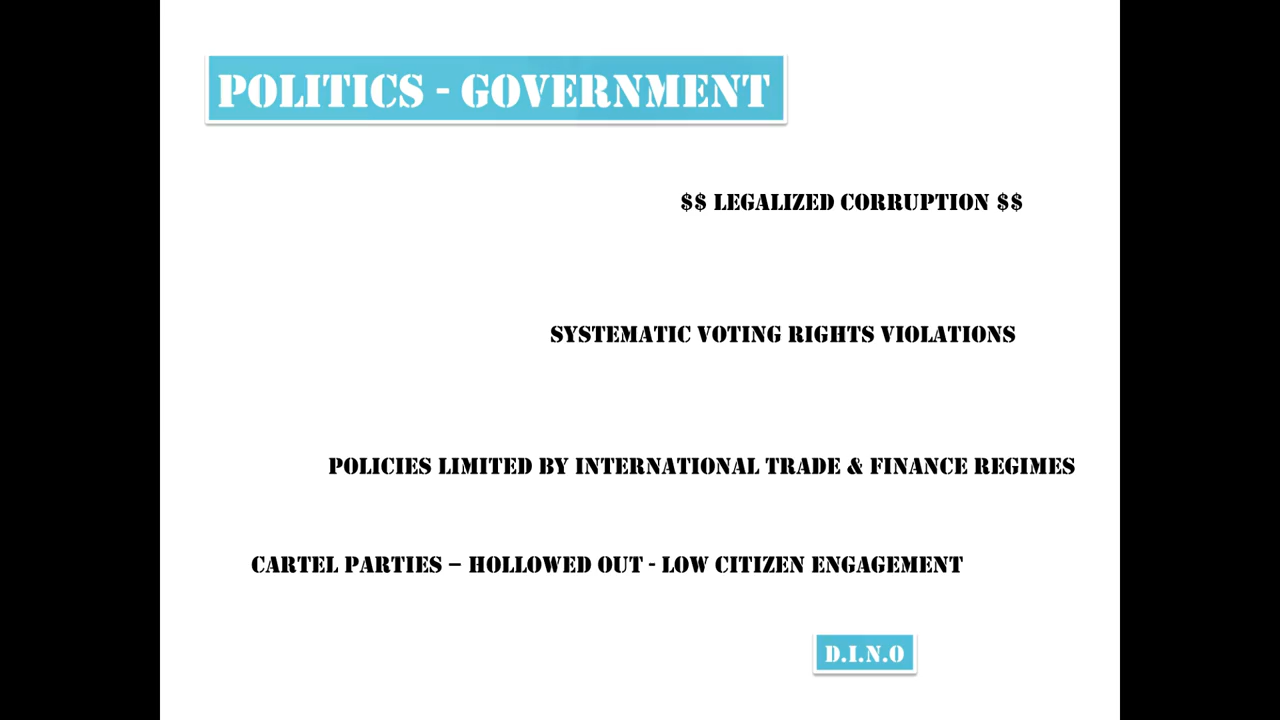 POLITICS - GOVERNMENT
$$ LEGALIZED CORRUPTION $$
SYSTEMATIC VOTING RIGHTS VIOLATIONS
POLICIES LIMITED BY INTERNATIONAL TRADE & FINANCE REGIMES
CARTEL PARTIES – HOLLOWED OUT - LOW CITIZEN ENGAGEMENT
D.I.N.O